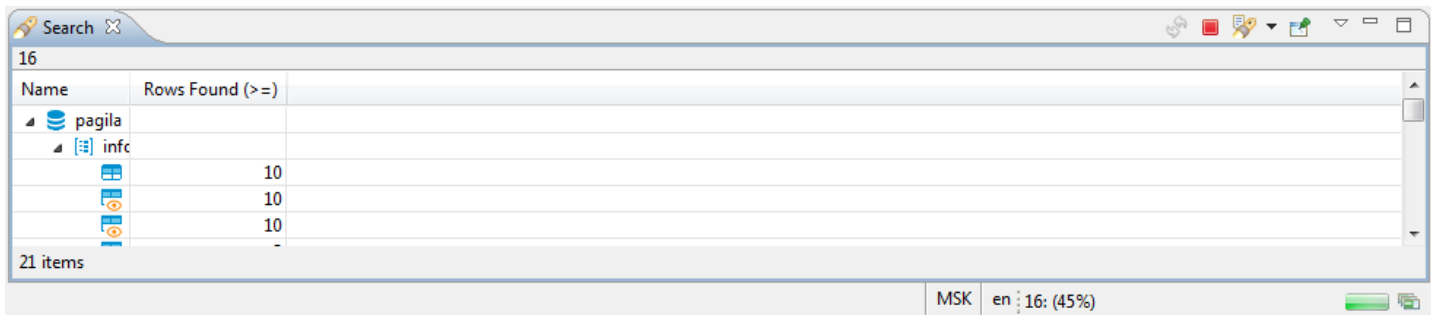 Search
16
Name Rows Found (>=)
pagila
info
10
10
10
21 items
MSK en 16: (45%)